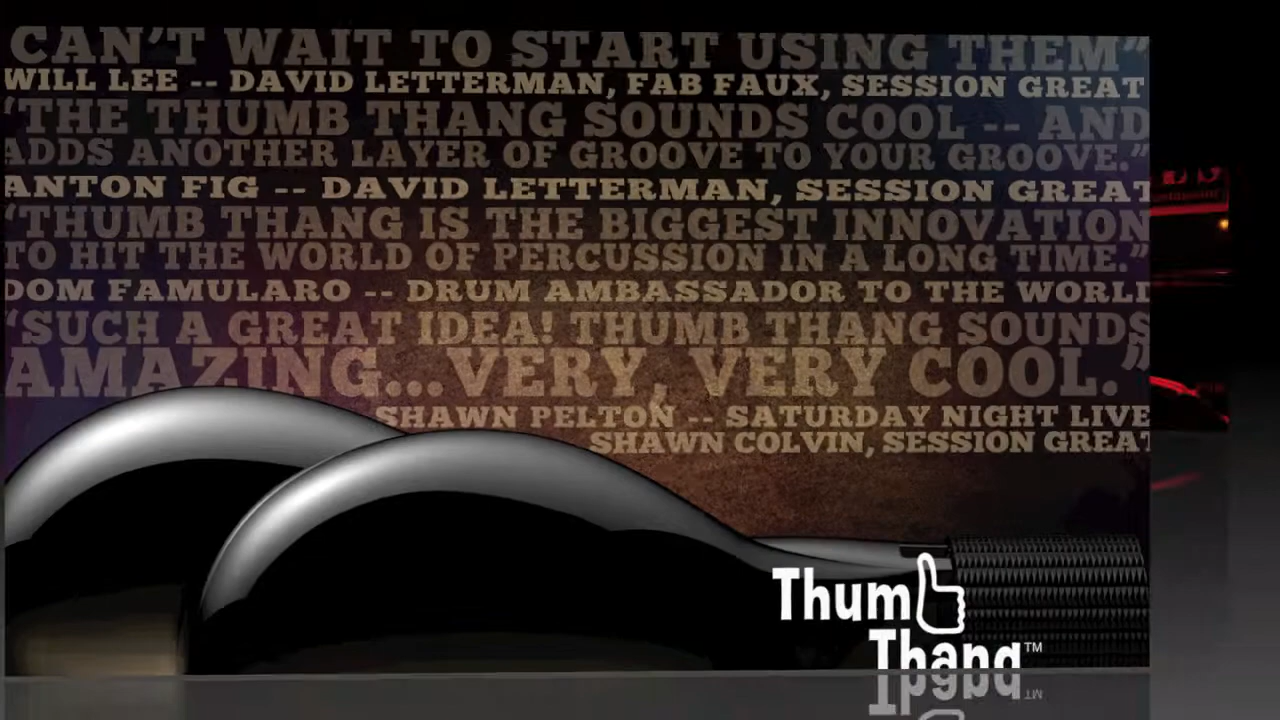 “CAN’T WAIT TO START USING THEM”
WILL LEE -- DAVID LETTERMAN, FAB FAUX, SESSION GREAT
“THE THUMB THANG SOUNDS COOL -- AND
ADDS ANOTHER LAYER OF GROOVE TO YOUR GROOVE.”
ANTON FIG -- DAVID LETTERMAN, SESSION GREAT
“THUMB THANG IS THE BIGGEST INNOVATION
TO HIT THE WORLD OF PERCUSSION IN A LONG TIME.”
DOM FAMULARO -- DRUM AMBASSADOR TO THE WORLD
“SUCH A GREAT IDEA! THUMB THANG SOUNDS
AMAZING...VERY, VERY COOL.”
SHAWN PELTON -- SATURDAY NIGHT LIVE
SHAWN COLVIN, SESSION GREAT
Thum
Thang™